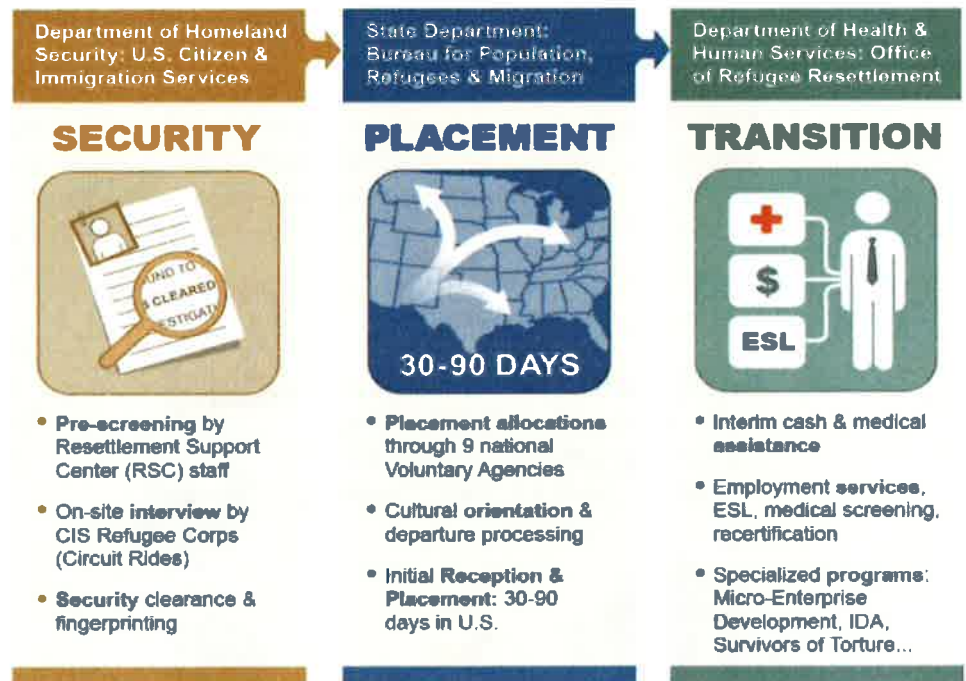 Department of Homeland
Security: U.S. Citizen &
Immigration Services
SECURITY
UND TO
S CLEARED
ESTIGATI
• Pre-screening by
Resettlement Support
Center (RSC) staff
• On-site interview by
CIS Refugee Corps
(Circuit Rides)
• Security clearance &
fingerprinting
State Department:
Bureau for Population,
Refugees & Migration
PLACEMENT
30-90 DAYS
• Placement allocations
through 9 national
Voluntary Agencies
• Cultural orientation &
departure processing
• Initial Reception &
Placement: 30-90
days in U.S.
Department of Health &
Human Services: Office
of Refugee Resettlement
TRANSITION
$
ESL
• Interim cash & medical
assistance
• Employment services,
ESL, medical screening,
recertification
• Specialized programs:
Micro-Enterprise
Development, IDA,
Survivors of Torture...